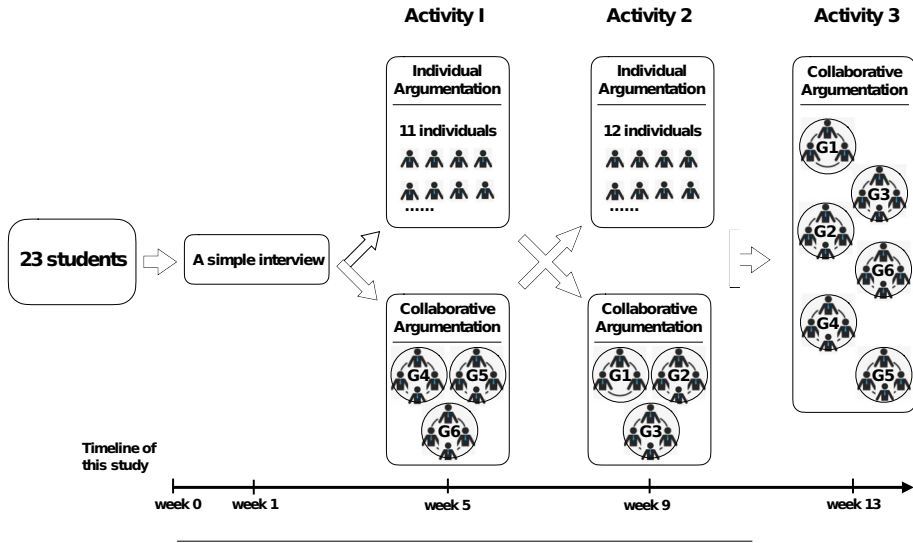 Activity I
Activity 2
Activity 3
Individual
Argumentation
11 individuals
......
Individual
Argumentation
12 individuals
......
Collaborative
Argumentation
G1
G3
G2
G6
G4
G5
23 students
A simple interview
Collaborative
Argumentation
G4
G5
G6
Collaborative
Argumentation
G1
G2
G3
Timeline of
this study
week 0
week 1
week 5
week 9
week 13